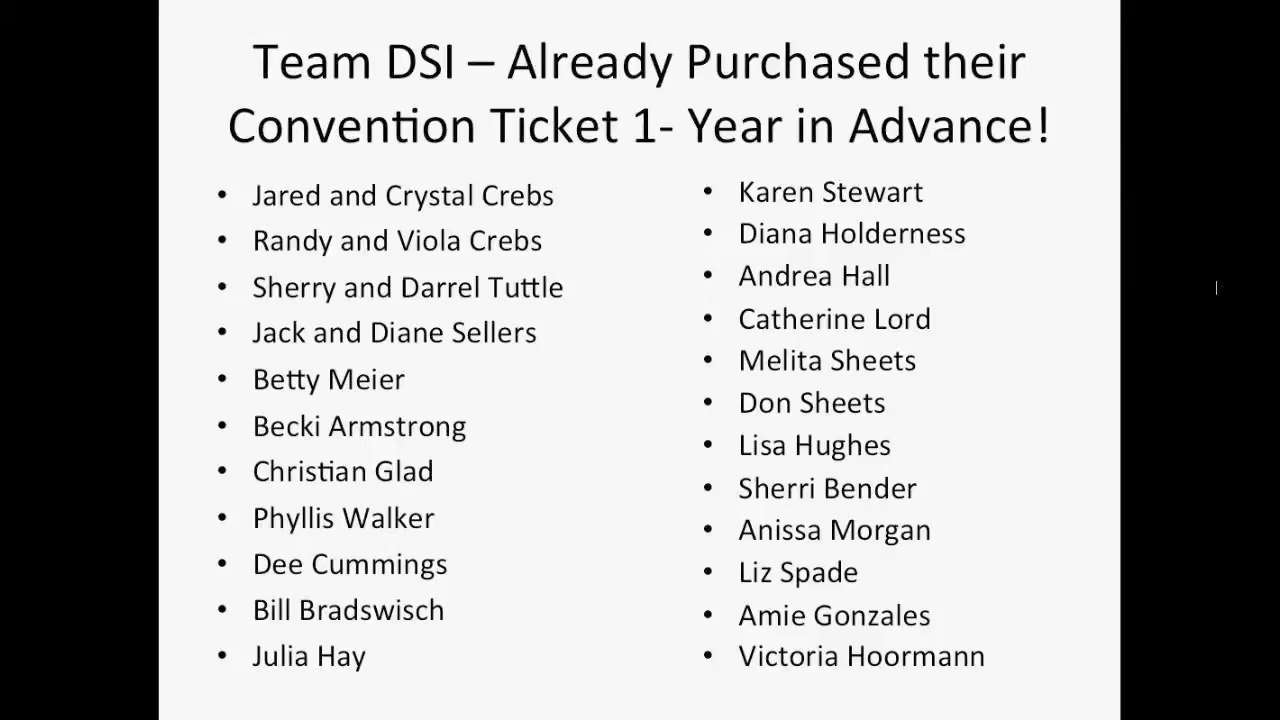 Team DSI – Already Purchased their
Convention Ticket 1- Year in Advance!
• Jared and Crystal Crebs
• Randy and Viola Crebs
• Sherry and Darrel Tuttle
• Jack and Diane Sellers
• Betty Meier
• Becki Armstrong
• Christian Glad
• Phyllis Walker
• Dee Cummings
• Bill Bradswisch
• Julia Hay
• Karen Stewart
• Diana Holderness
• Andrea Hall
• Catherine Lord
• Melita Sheets
• Don Sheets
• Lisa Hughes
• Sherri Bender
• Anissa Morgan
• Liz Spade
• Amie Gonzales
• Victoria Hoormann